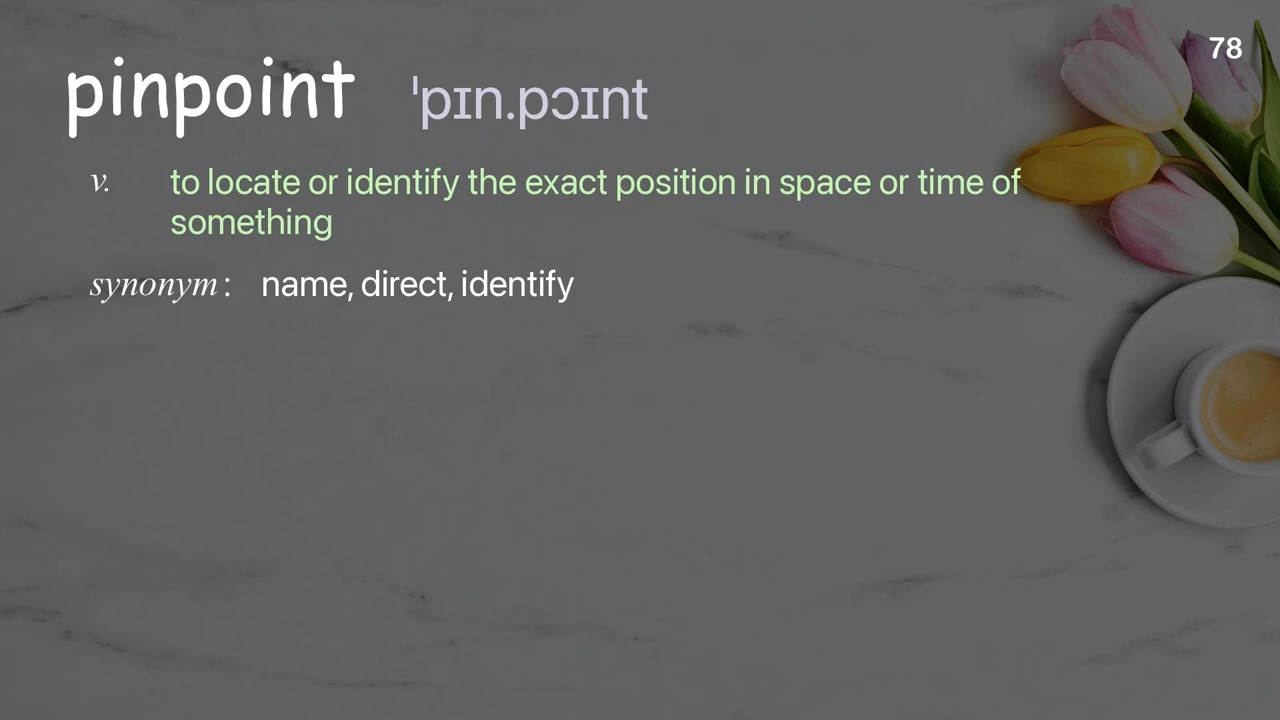 78
pinpoint ˈpɪn.pɔɪnt
v. to locate or identify the exact position in space or time of
something
synonym : name, direct, identify